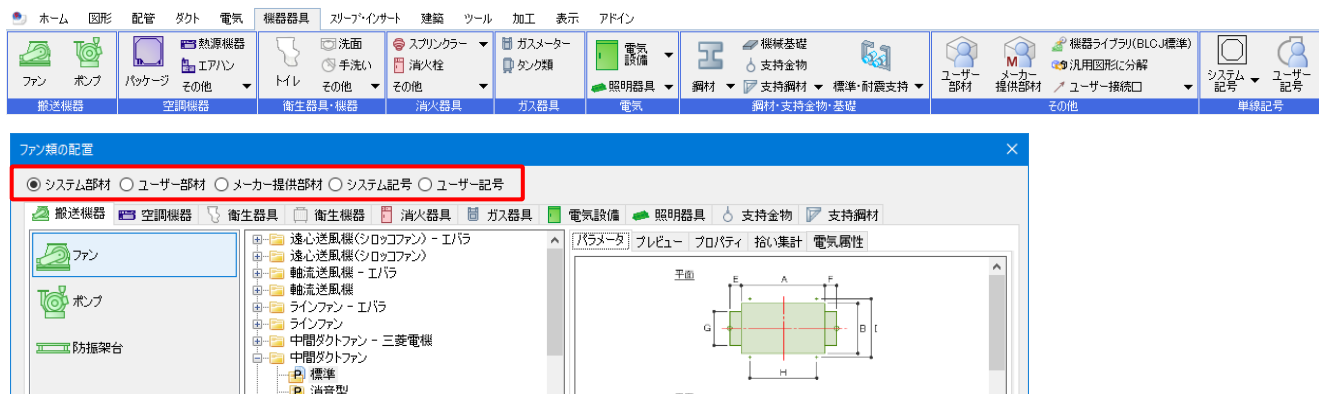 ホーム 図形 配管 ダクト 電気 機器器具 スリーブ・インサート 建築 ツール 加工 表示 アドイン
ファン ポンプ
搬送機器
パッケージ 熱源機器 エアハン その他
空調機器
トイレ 洗面 手洗い その他
衛生器具・機器
スプリンクラー 消火栓 その他
消火器具
ガスメーター タンク類
ガス器具
電気設備 照明器具
電気
鋼材 機械基礎 支持金物 支持鋼材 標準・耐震支持
鋼材・支持金物・基礎
ユーザー部材 メーカー提供部材 機器ライブラリ(BLCJ標準) 汎用図形に分解 ユーザー接続口
その他
システム記号 ユーザー記号
単線記号
ファン類の配置
システム部材 ユーザー部材 メーカー提供部材 システム記号 ユーザー記号
搬送機器 空調機器 衛生器具 衛生機器 消火器具 ガス器具 電気設備 照明器具 支持金物 支持鋼材
ファン
ポンプ
防振架台
遠心送風機(シロッコファン) - エバラ
遠心送風機(シロッコファン)
軸流送風機 - エバラ
軸流送風機
ラインファン - エバラ
ラインファン
中間ダクトファン - 三菱電機
中間ダクトファン
標準
消音型
パラメータ プレビュー プロパティ 拾い集計 電気属性
平面
E A F
G B I
H